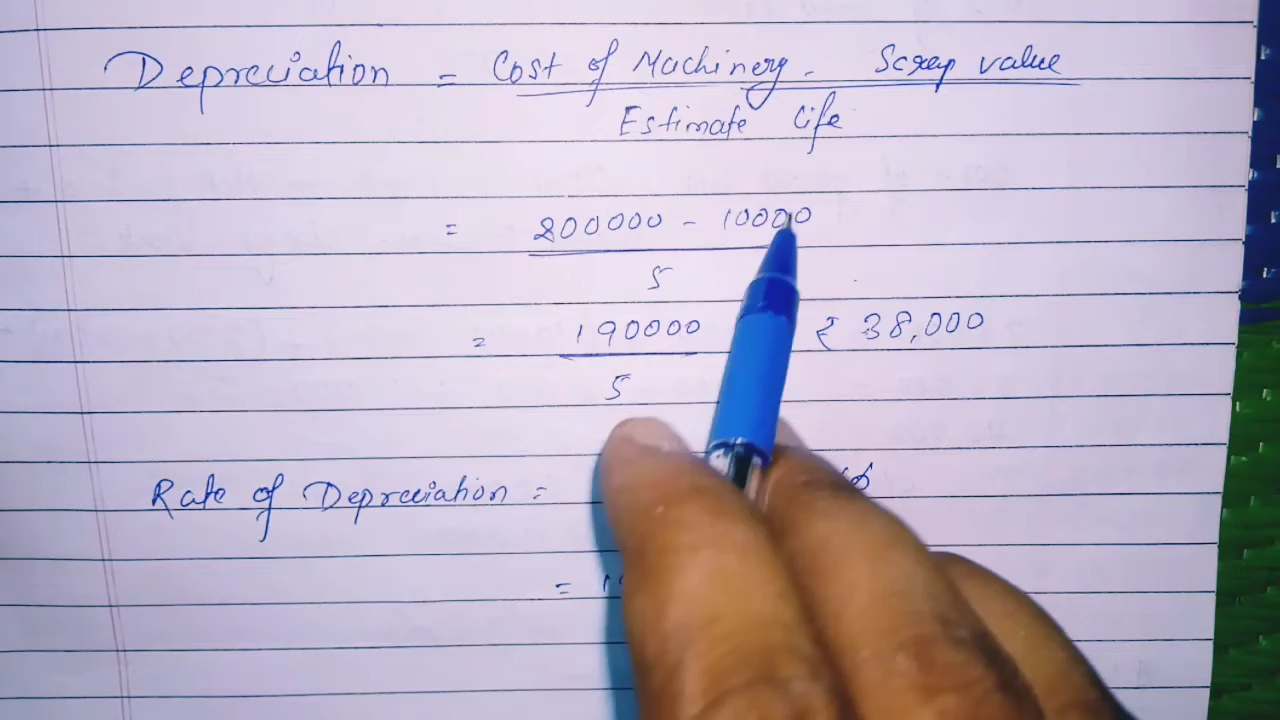 Depreciation = Cost of Machinery - Scrap value
Estimate life
= 200000 - 10000
5
= 190000 ₹ 38,000
5
Rate of Depreciation =
=